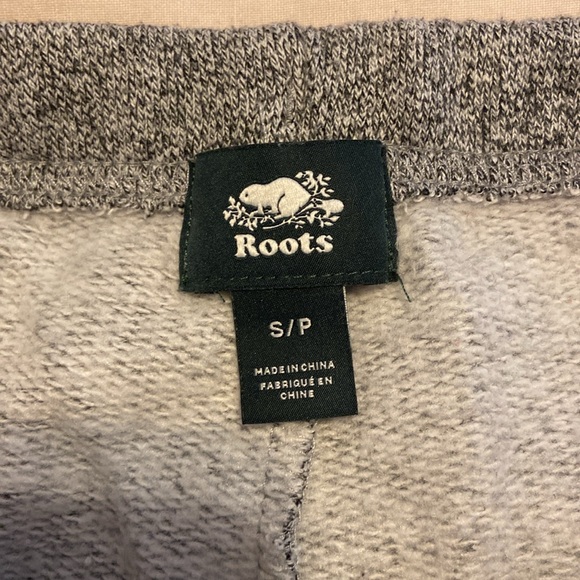 Roots
S/P
MADE IN CHINA
FABRIQUÉ EN
CHINE